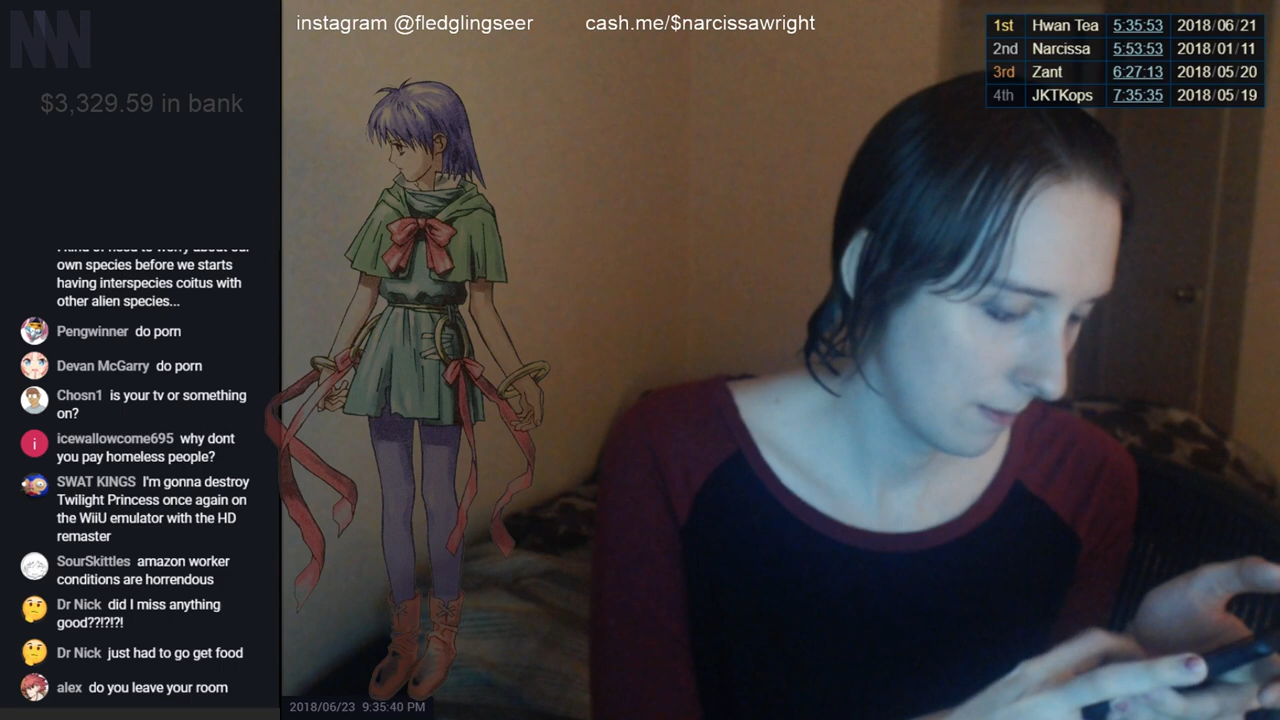 NNN
instagram @fledglingseer
cash.me/$narcissawright
1st Hwan Tea 5:35:53 2018/06/21
2nd Narcissa 5:53:53 2018/01/11
3rd Zant 6:27:13 2018/05/20
4th JKTKops 7:35:35 2018/05/19
$3,329.59 in bank
own species before we starts
having interspecies coitus with
other alien species...
Pengwinner do porn
Devan McGarry do porn
Chosn1 is your tv or something
on?
i
icewallowcome695 why dont
you pay homeless people?
SWAT KINGS I'm gonna destroy
Twilight Princess once again on
the WiiU emulator with the HD
remaster
SourSkittles amazon worker
conditions are horrendous
Dr Nick did I miss anything
good??!?!?!
Dr Nick just had to go get food
alex do you leave your room
2018/06/23 9:35:40 PM